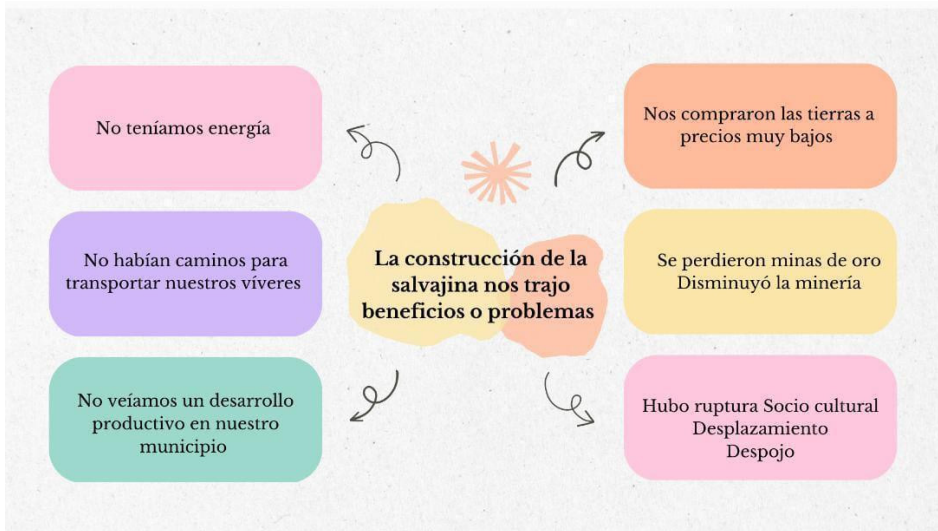 No teníamos energía
No habían caminos para
transportar nuestros víveres
No veíamos un desarrollo
productivo en nuestro
municipio
La construcción de la
salvajina nos trajo
beneficios o problemas
Nos compraron las tierras a
precios muy bajos
Se perdieron minas de oro
Disminuyó la minería
Hubo ruptura Socio cultural
Desplazamiento
Despojo